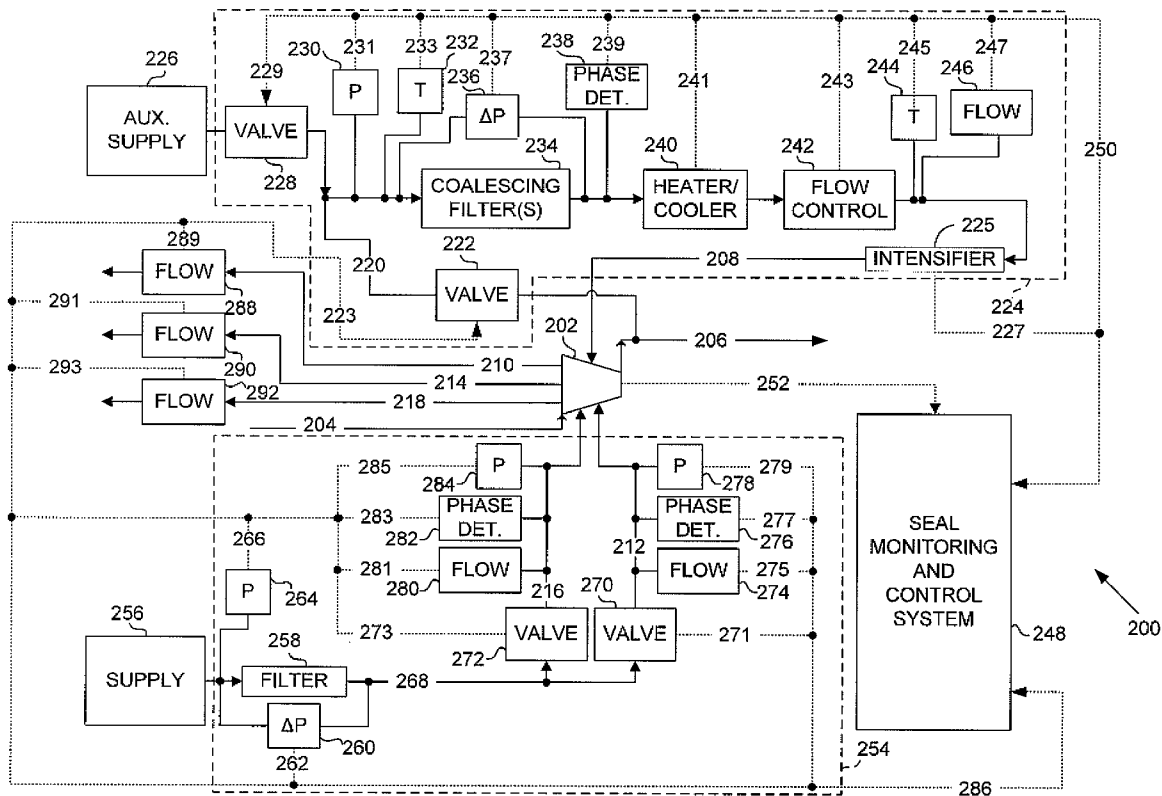 226
AUX.
SUPPLY
229
VALVE
228
230
231
P
233
232
T
237
236
ΔP
238
239
PHASE
DET.
241
243
245
244
T
247
246
FLOW
250
234
COALESCING
FILTER(S)
240
HEATER/
COOLER
242
FLOW
CONTROL
225
INTENSIFIER
208
224
227
220
222
VALVE
223
289
FLOW
288
291
FLOW
290
293
FLOW
292
210
214
218
204
202
206
252
285
P
284
283
PHASE
DET.
282
281
FLOW
280
216
273
VALVE
272
P
279
278
PHASE
DET.
277
276
212
FLOW
275
274
270
VALVE
271
266
P
264
256
SUPPLY
258
FILTER
268
ΔP
260
262
SEAL
MONITORING
AND
CONTROL
SYSTEM
248
200
254
286